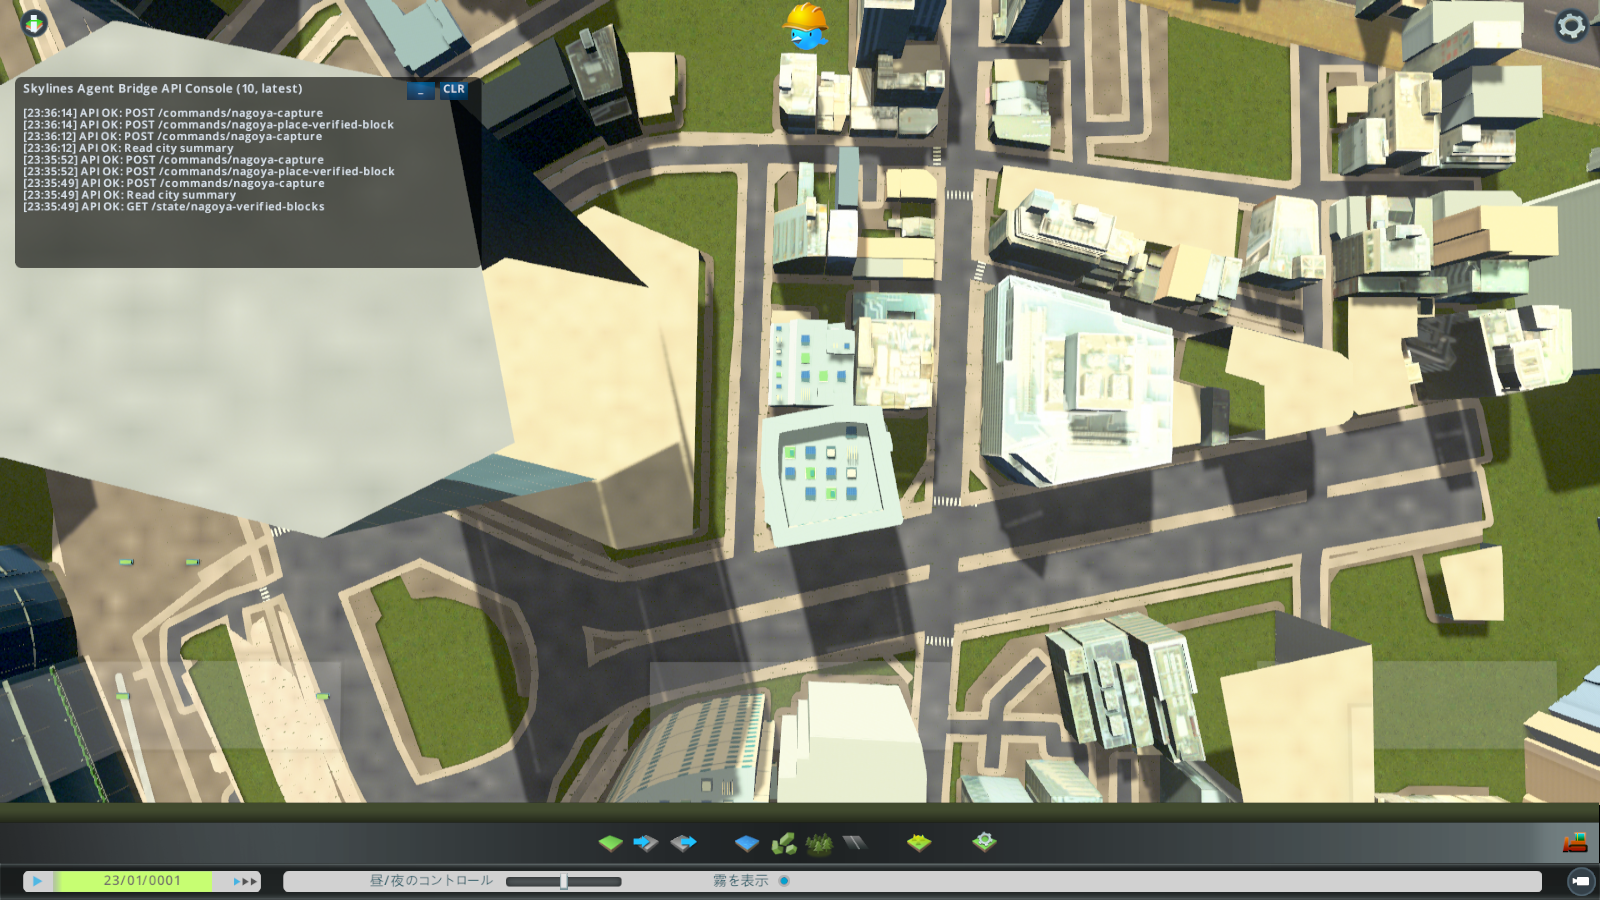 Skylines Agent Bridge API Console (10, latest)
_
CLR
[23:36:14] API OK: POST /commands/nagoya-capture
[23:36:14] API OK: POST /commands/nagoya-place-verified-block
[23:36:12] API OK: POST /commands/nagoya-capture
[23:36:12] API OK: Read city summary
[23:35:52] API OK: POST /commands/nagoya-capture
[23:35:52] API OK: POST /commands/nagoya-place-verified-block
[23:35:49] API OK: POST /commands/nagoya-capture
[23:35:49] API OK: Read city summary
[23:35:49] API OK: GET /state/nagoya-verified-blocks
23/01/0001
昼/夜のコントロール
霧を表示